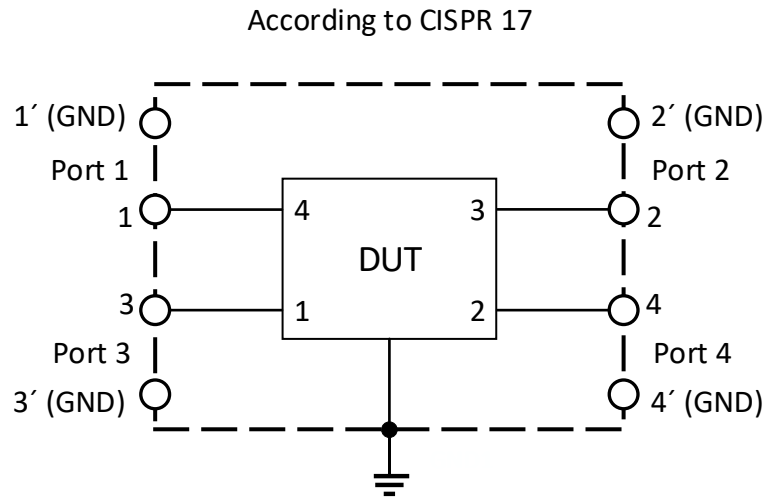 According to CISPR 17
1´ (GND) 2´ (GND)
Port 1 Port 2
1 4 3 2
DUT
3 1 2 4
Port 3 Port 4
3´ (GND) 4´ (GND)